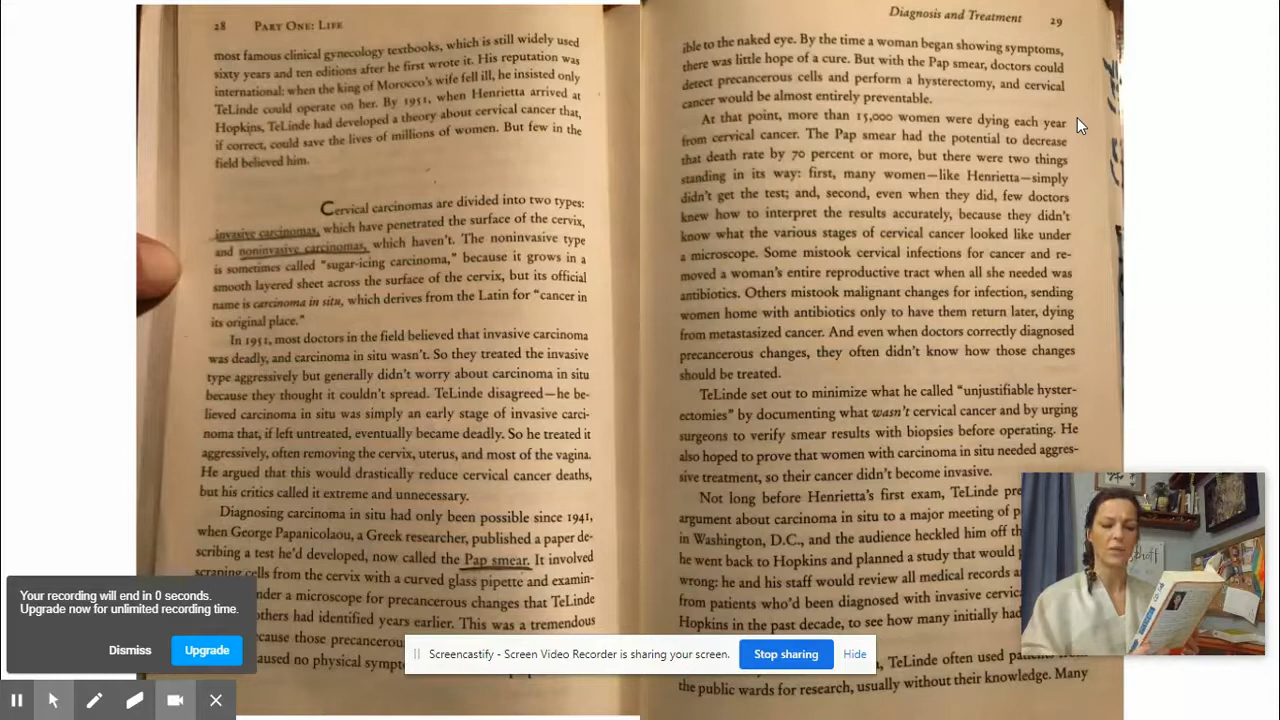 28 PART ONE: LIFE
most famous clinical gynecology textbooks, which is still widely used
sixty years and ten editions after he first wrote it. His reputation was
international: when the king of Morocco's wife fell ill, he insisted only
TeLinde could operate on her. By 1951, when Henrietta arrived at
Hopkins, TeLinde had developed a theory about cervical cancer that,
if correct, could save the lives of millions of women. But few in the
field believed him.
Cervical carcinomas are divided into two types:
invasive carcinomas, which have penetrated the surface of the cervix,
and noninvasive carcinomas, which haven't. The noninvasive type
is sometimes called "sugar-icing carcinoma," because it grows in a
smooth layered sheet across the surface of the cervix, but its official
name is carcinoma in situ, which derives from the Latin for "cancer in
its original place."
In 1951, most doctors in the field believed that invasive carcinoma
was deadly, and carcinoma in situ wasn't. So they treated the invasive
type aggressively but generally didn't worry about carcinoma in situ
because they thought it couldn't spread. TeLinde disagreed—he be-
lieved carcinoma in situ was simply an early stage of invasive carci-
noma that, if left untreated, eventually became deadly. So he treated it
aggressively, often removing the cervix, uterus, and most of the vagina.
He argued that this would drastically reduce cervical cancer deaths,
but his critics called it extreme and unnecessary.
Diagnosing carcinoma in situ had only been possible since 1941,
when George Papanicolaou, a Greek researcher, published a paper de-
scribing a test he'd developed, now called the Pap smear. It involved
scraping cells from the cervix with a curved glass pipette and examin-
under a microscope for precancerous changes that TeLinde
others had identified years earlier. This was a tremendous
cause those precancerou
aused no physical sympt
Diagnosis and Treatment 29
ible to the naked eye. By the time a woman began showing symptoms,
there was little hope of a cure. But with the Pap smear, doctors could
detect precancerous cells and perform a hysterectomy, and cervical
cancer would be almost entirely preventable.
At that point, more than 15,000 women were dying each year
from cervical cancer. The Pap smear had the potential to decrease
that death rate by 70 percent or more, but there were two things
standing in its way: first, many women—like Henrietta—simply
didn't get the test; and, second, even when they did, few doctors
knew how to interpret the results accurately, because they didn't
know what the various stages of cervical cancer looked like under
a microscope. Some mistook cervical infections for cancer and re-
moved a woman's entire reproductive tract when all she needed was
antibiotics. Others mistook malignant changes for infection, sending
women home with antibiotics only to have them return later, dying
from metastasized cancer. And even when doctors correctly diagnosed
precancerous changes, they often didn't know how those changes
should be treated.
TeLinde set out to minimize what he called "unjustifiable hyster-
ectomies" by documenting what wasn't cervical cancer and by urging
surgeons to verify smear results with biopsies before operating. He
also hoped to prove that women with carcinoma in situ needed aggres-
sive treatment, so their cancer didn't become invasive.
Not long before Henrietta's first exam, TeLinde pre
argument about carcinoma in situ to a major meeting of p
in Washington, D.C., and the audience heckled him off th
he went back to Hopkins and planned a study that would p
wrong: he and his staff would review all medical records a
from patients who'd been diagnosed with invasive cervica
Hopkins in the past decade, to see how many initially had
, TeLinde often used
the public wards for research, usually without their knowledge. Many
Your recording will end in 0 seconds.
Upgrade now for unlimited recording time.
Dismiss Upgrade
Screencastify - Screen Video Recorder is sharing your screen. Stop sharing Hide